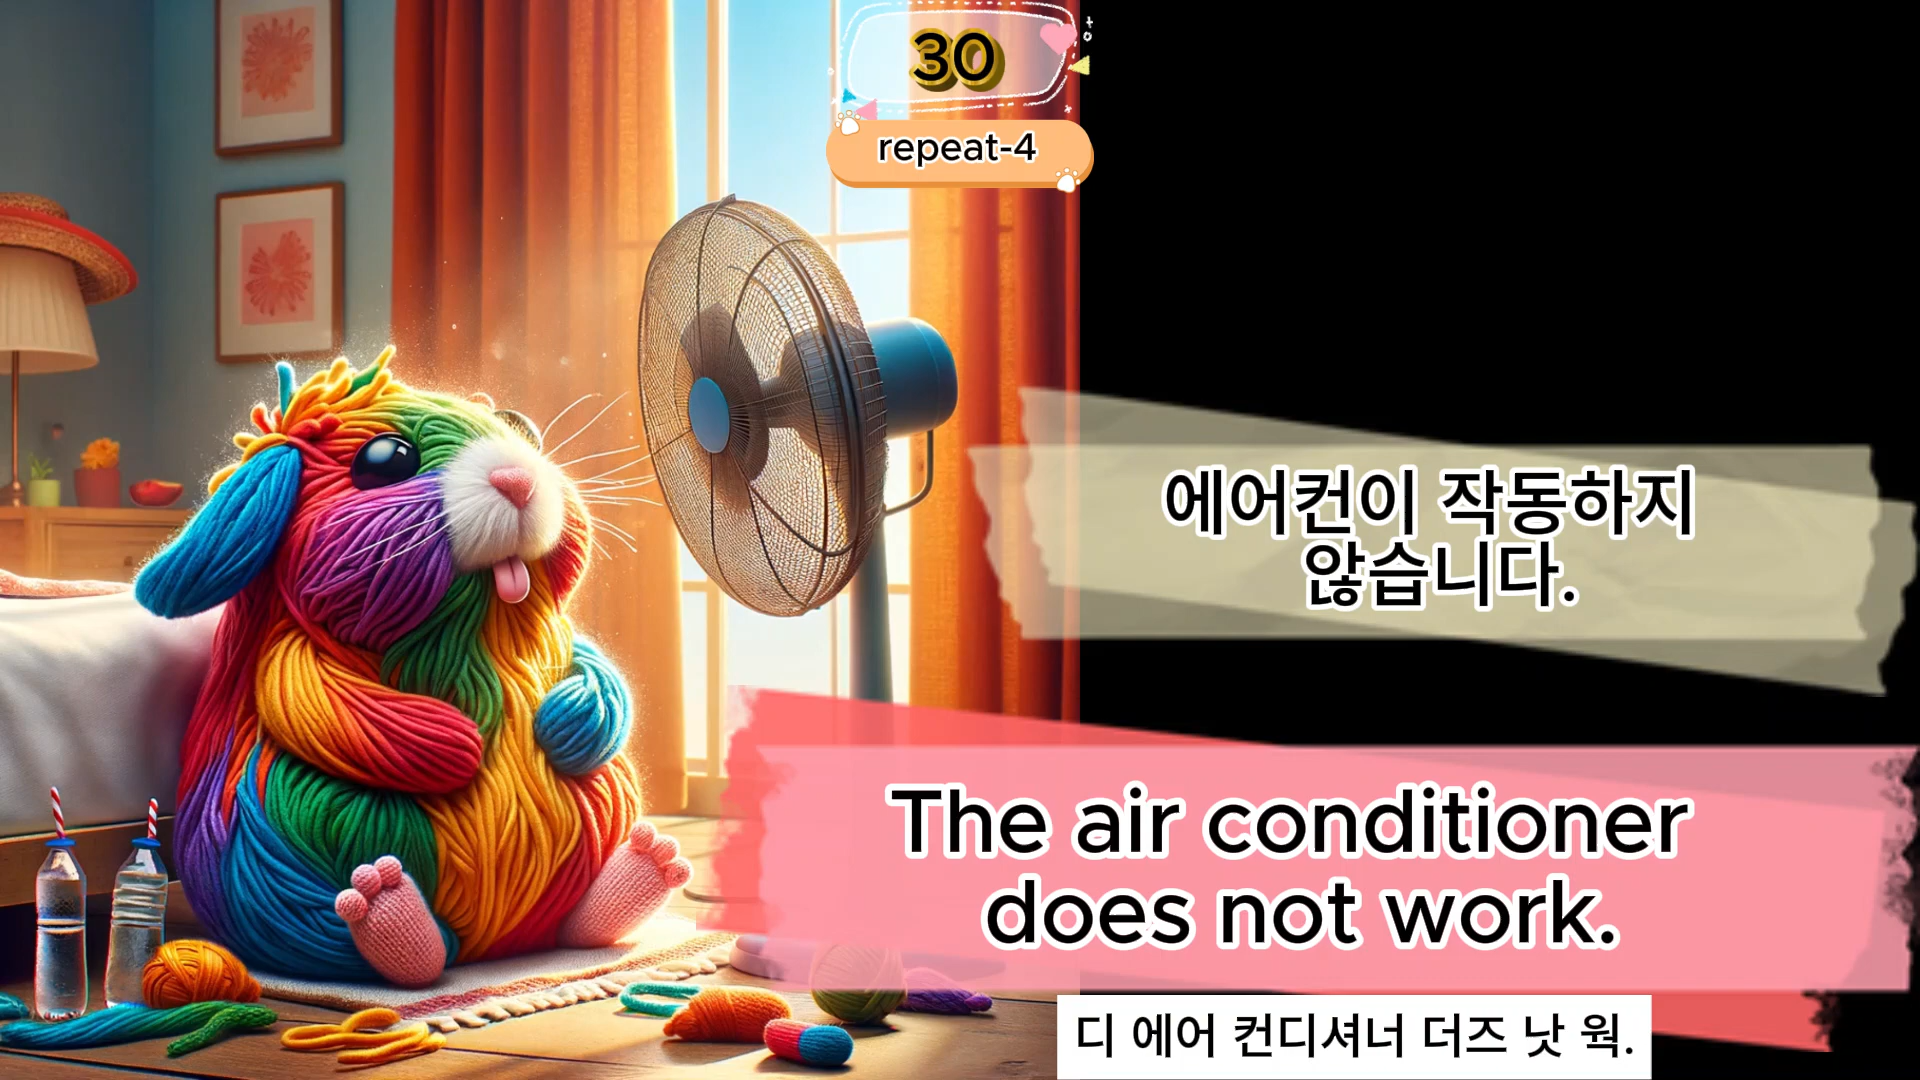 30
repeat-4
에어컨이 작동하지
않습니다.
The air conditioner
does not work.
디 에어 컨디셔너 더즈 낫 웍.